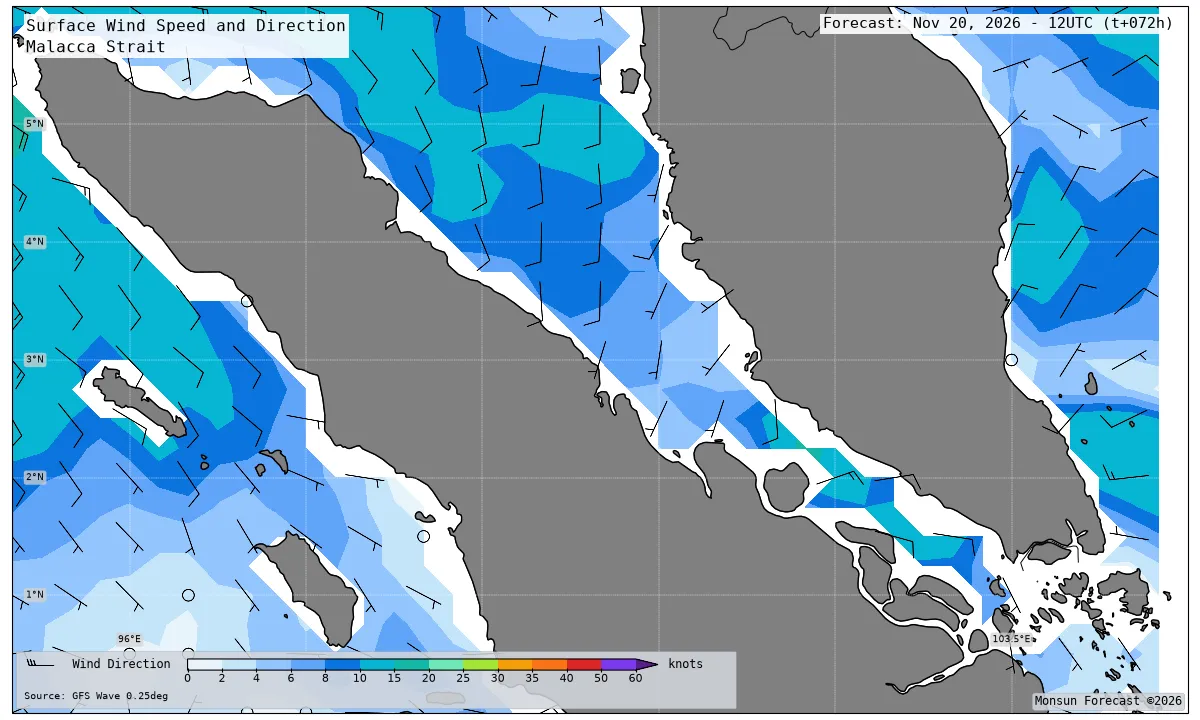 Surface Wind Speed and Direction
Malacca Strait
Forecast: Nov 20, 2026 - 12UTC (t+072h)
5°N
4°N
3°N
2°N
1°N
96°E
103.5°E
Wind Direction
0 2 4 6 8 10 15 20 25 30 35 40 50 60
knots
Source: GFS Wave 0.25deg
Monsun Forecast ©2026